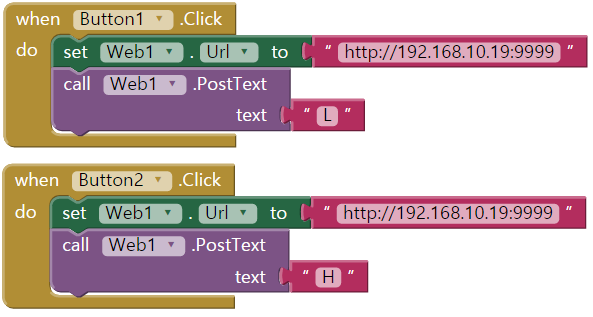 when Button1 .Click
do set Web1 . Url to " http://192.168.10.19:9999 "
call Web1 .PostText
text " L "
when Button2 .Click
do set Web1 . Url to " http://192.168.10.19:9999 "
call Web1 .PostText
text " H "